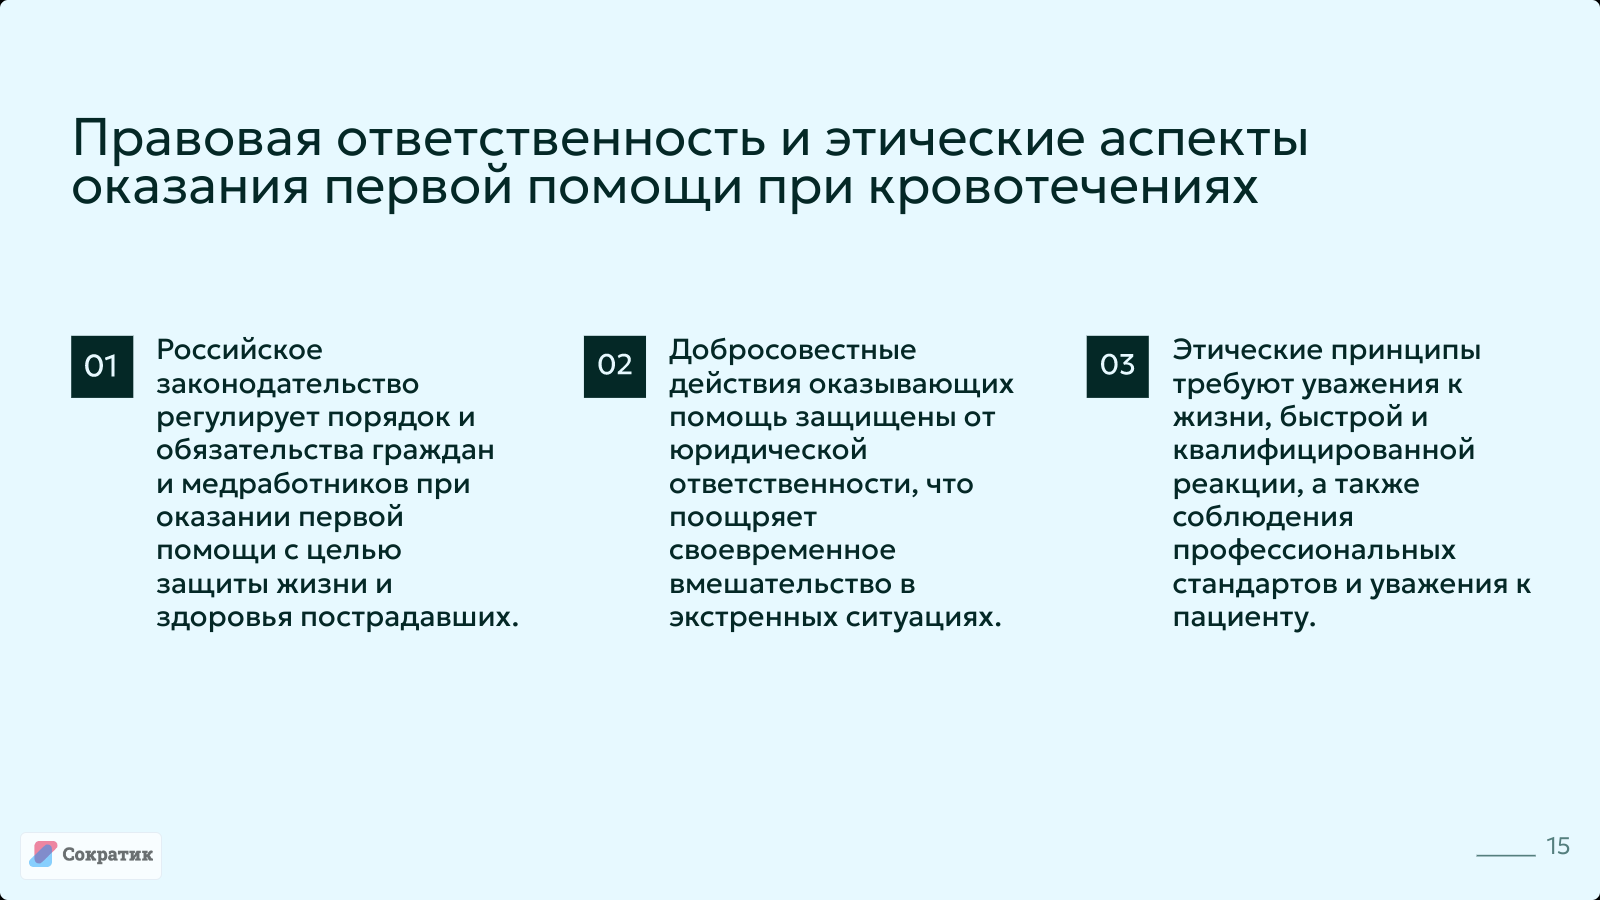 Правовая ответственность и этические аспекты
оказания первой помощи при кровотечениях
01
Российское
законодательство
регулирует порядок и
обязательства граждан
и медработников при
оказании первой
помощи с целью
защиты жизни и
здоровья пострадавших.
02
Добросовестные
действия оказывающих
помощь защищены от
юридической
ответственности, что
поощряет
своевременное
вмешательство в
экстренных ситуациях.
03
Этические принципы
требуют уважения к
жизни, быстрой и
квалифицированной
реакции, а также
соблюдения
профессиональных
стандартов и уважения к
пациенту.
Сократик
15